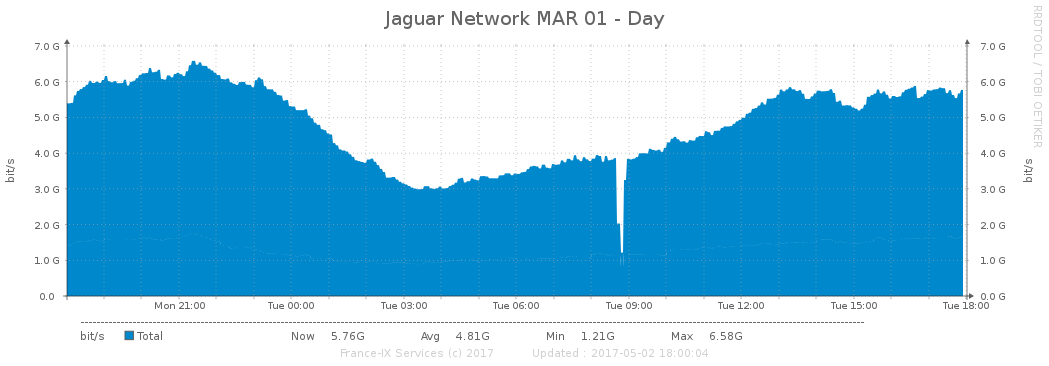 Jaguar Network MAR 01 - Day
RRDTOOL / TOBI OETIKER
7.0 G 7.0 G
6.0 G 6.0 G
5.0 G 5.0 G
4.0 G 4.0 G
bit/s bit/s
3.0 G 3.0 G
2.0 G 2.0 G
1.0 G 1.0 G
0.0 0.0 G
Mon 21:00 Tue 00:00 Tue 03:00 Tue 06:00 Tue 09:00 Tue 12:00 Tue 15:00 Tue 18:00
bit/s Total Now 5.76G Avg 4.81G Min 1.21G Max 6.58G
France-IX Services (c) 2017 Updated : 2017-05-02 18:00:04